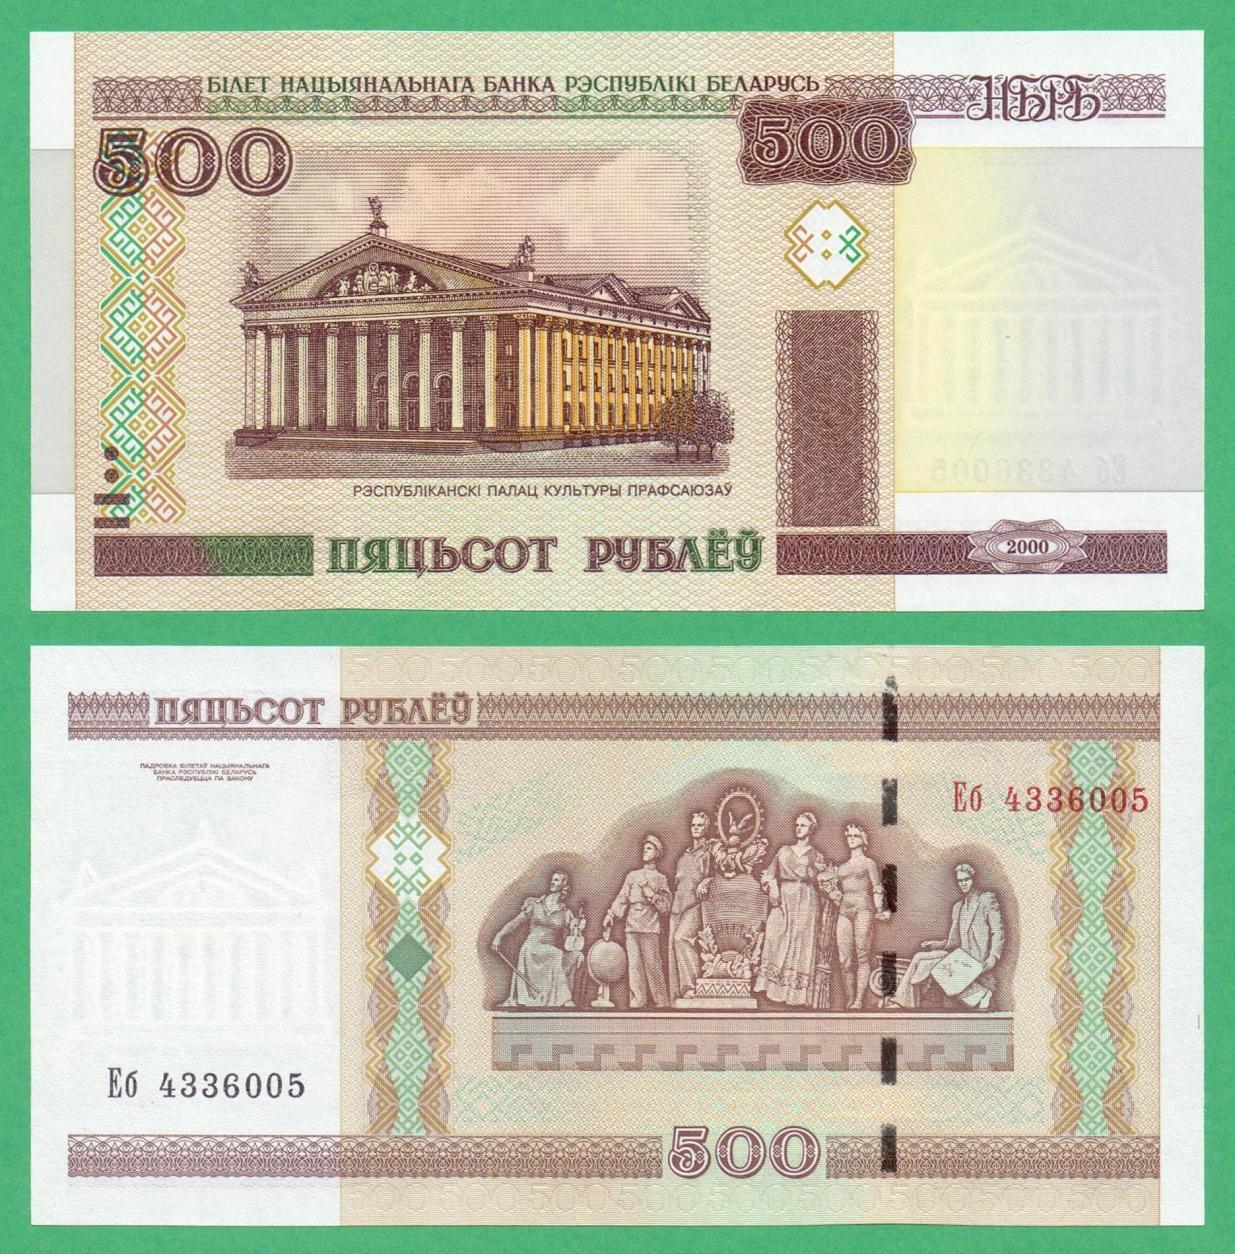 БІЛЕТ НАЦЫЯНАЛЬНАГА БАНКА РЭСПУБЛІКІ БЕЛАРУСЬ
НБРБ
500
500
Еб 4336005
РЭСПУБЛІКАНСКІ ПАЛАЦ КУЛЬТУРЫ ПРАФСАЮЗАЎ
ПЯЦЬСОТ РУБЛЁЎ
2000
ПЯЦЬСОТ РУБЛЁЎ
ПАДРОБКА БІЛЕТАЎ НАЦЫЯНАЛЬНАГА
БАНКА РЭСПУБЛІКІ БЕЛАРУСЬ
ПРАСЛЕДУЕЦЦА ПА ЗАКОНУ
Еб 4336005
Еб 4336005
500